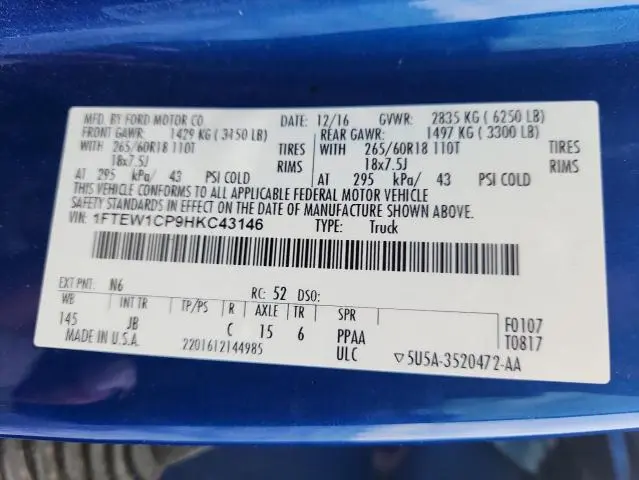 MFD. BY FORD MOTOR CO. DATE: 12/16 GVWR: 2835 KG ( 6250 LB)
FRONT GAWR: 1429 KG ( 3150 LB) REAR GAWR: 1497 KG ( 3300 LB)
WITH 265/60R18 110T TIRES WITH 265/60R18 110T TIRES
18x7.5J RIMS 18x7.5J RIMS
AT 295 kPa/ 43 PSI COLD AT 295 kPa/ 43 PSI COLD
THIS VEHICLE CONFORMS TO ALL APPLICABLE FEDERAL MOTOR VEHICLE
SAFETY STANDARDS IN EFFECT ON THE DATE OF MANUFACTURE SHOWN ABOVE.
VIN: 1FTEW1CP9HKC43146 TYPE: Truck
EXT PNT: N6 RC: 52 DSO:
WB INT TR TP/PS R AXLE TR SPR
145 JB C 15 6 PPAA F0107
MADE IN U.S.A. 2201612144985 ULC ▽5U5A-3520472-AA T0817